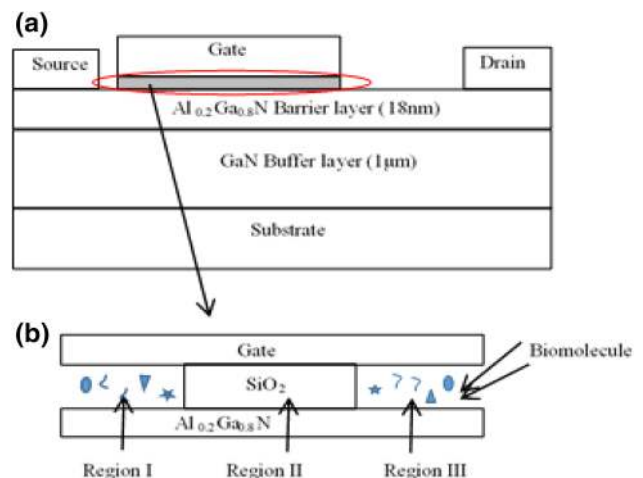 (a)
Gate
Source
Drain
Al0.2Ga0.8N Barrier layer (18nm)
GaN Buffer layer (1μm)
Substrate
(b)
Gate
Biomolecule
SiO2
Al0.2Ga0.8N
Region I
Region II
Region III